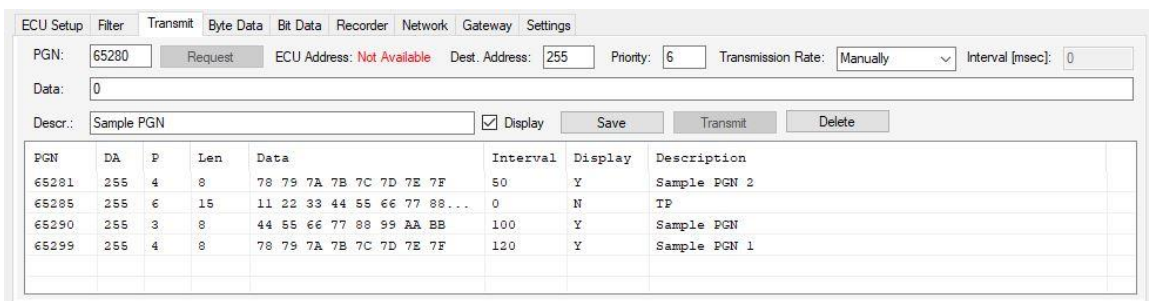 ECU Setup Filter Transmit Byte Data Bit Data Recorder Network Gateway Settings
PGN: 65280 Request ECU Address: Not Available Dest. Address: 255 Priority: 6 Transmission Rate: Manually Interval [msec]: 0
Data: 0
Descr.: Sample PGN Display Save Transmit Delete
PGN DA P Len Data Interval Display Description
65281 255 4 8 78 79 7A 7B 7C 7D 7E 7F 50 Y Sample PGN 2
65285 255 6 15 11 22 33 44 55 66 77 88... 0 N TP
65290 255 3 8 44 55 66 77 88 99 AA BB 100 Y Sample PGN
65299 255 4 8 78 79 7A 7B 7C 7D 7E 7F 120 Y Sample PGN 1